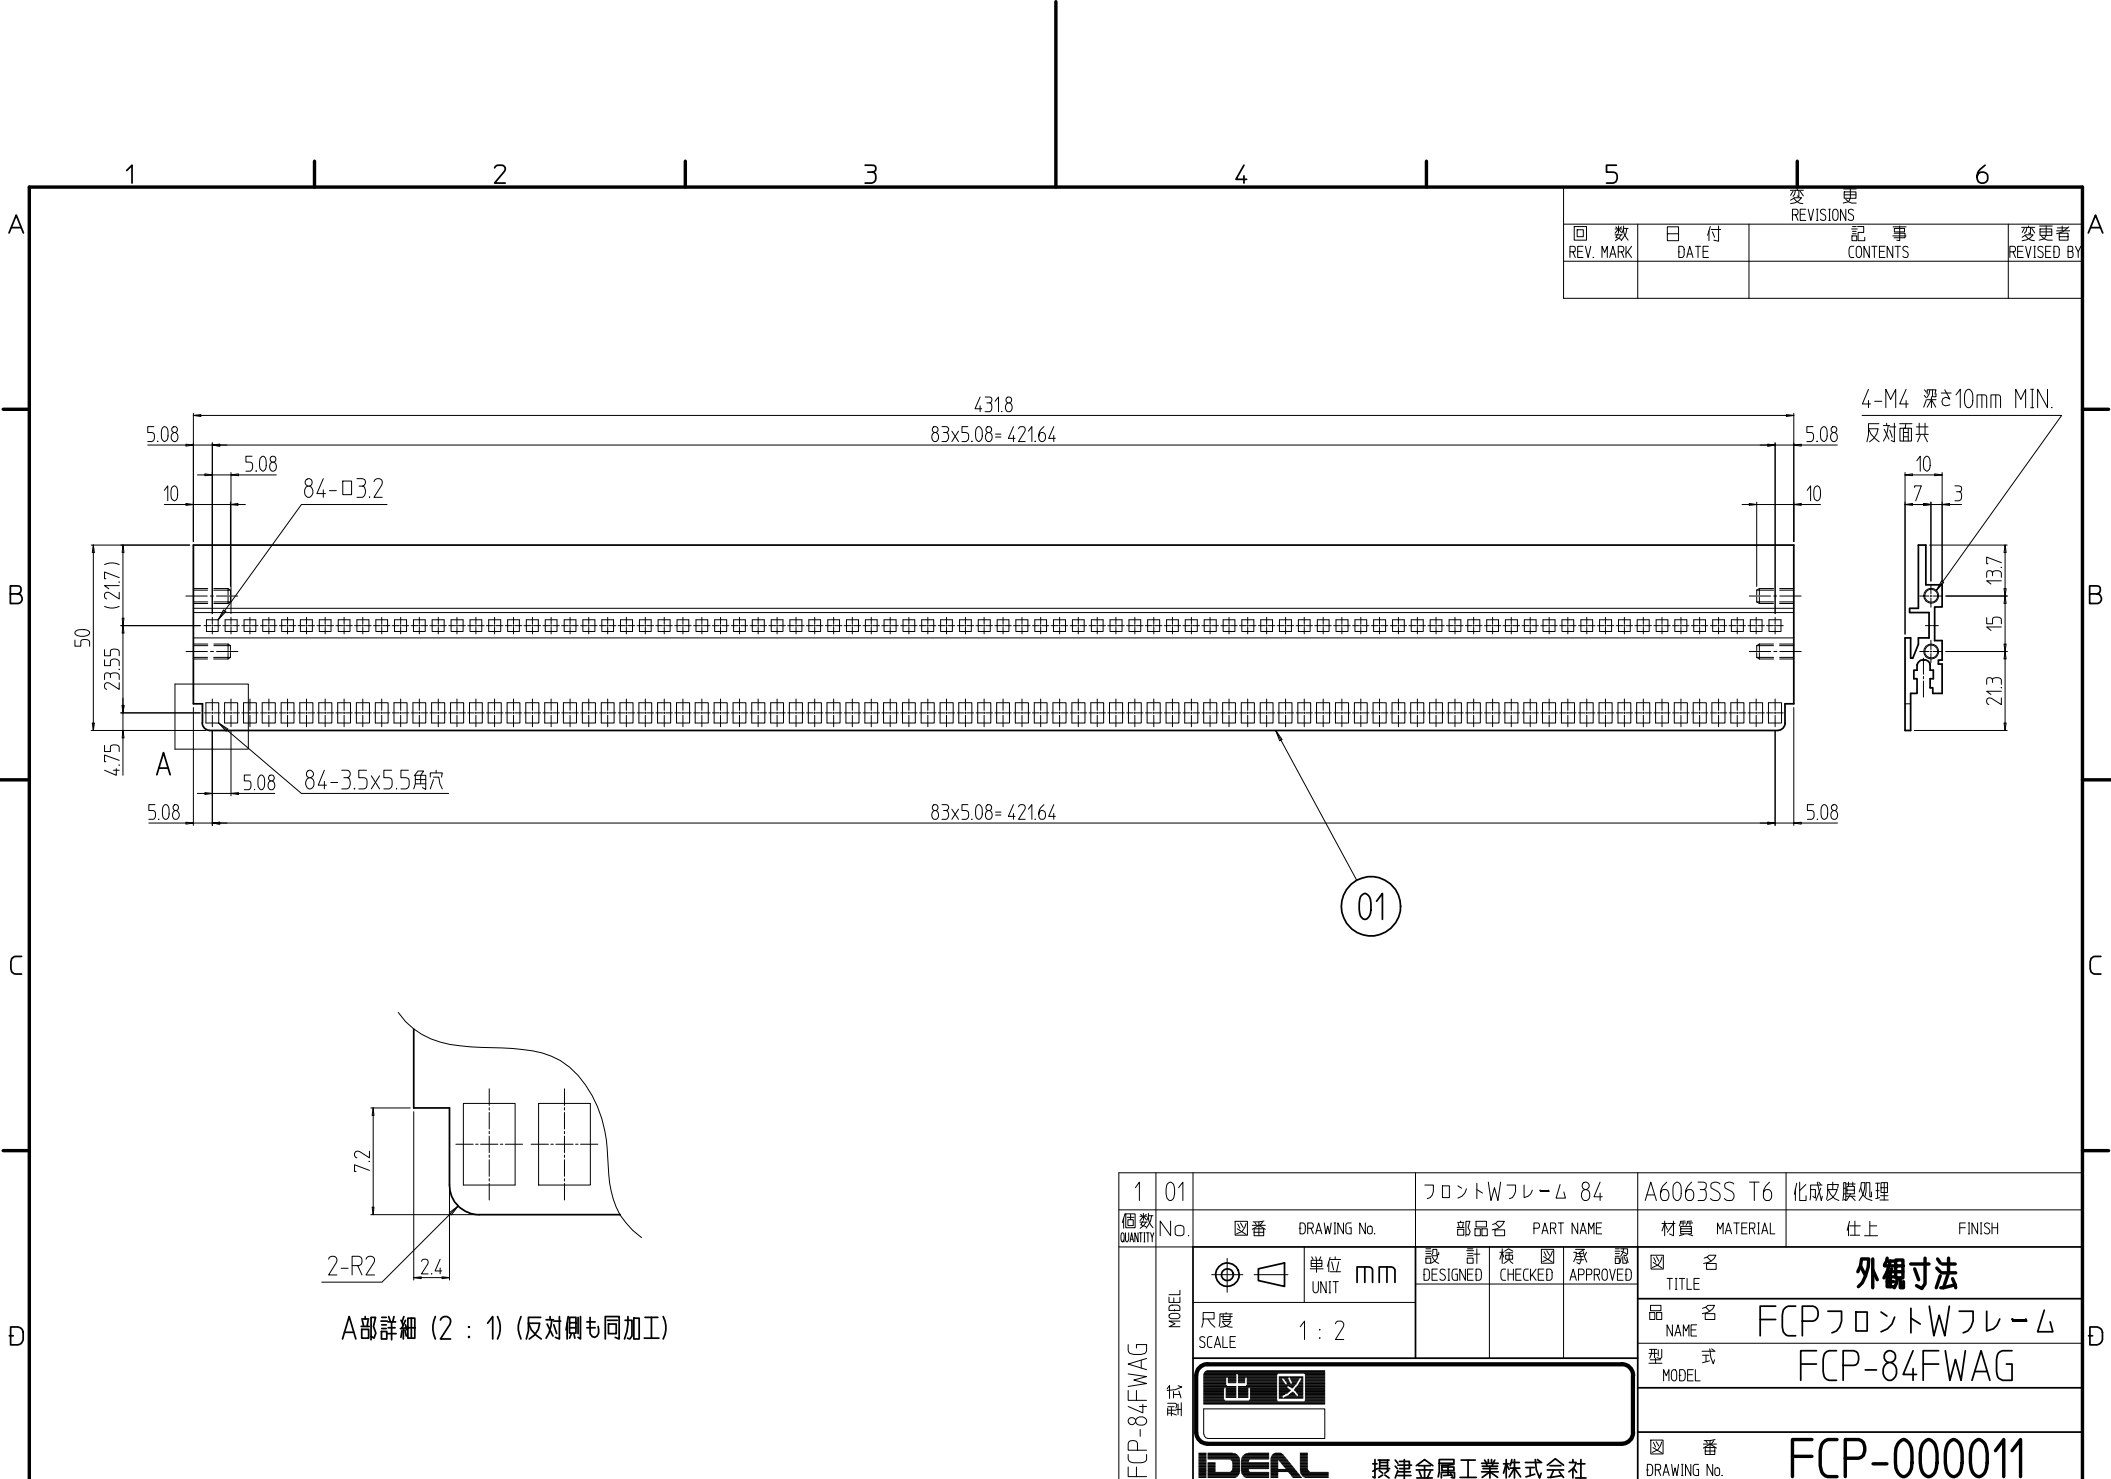 1 2 3 4 5 6
A A
変 更
REVISIONS
回 数 日 付 記 事 変更者
REV. MARK DATE CONTENTS REVISED BY
4-M4 深さ10mm MIN.
反対面共
431.8
5.08 83x5.08= 421.64 5.08
5.08
10 84-□3.2 10
10
7 3
B B
50
(21.7)
23.55
4.75
13.7
15
21.3
A
5.08 84-3.5x5.5角穴
5.08 83x5.08= 421.64 5.08
01
C C
7.2
2-R2 2.4
A部詳細 (2 : 1) (反対側も同加工)
D D
1 01 フロントWフレーム 84 A6063SS T6 化成皮膜処理
個数 No. 図番 DRAWING No. 部品名 PART NAME 材質 MATERIAL 仕上 FINISH
QUANTITY
FCP-84FWAG
MODEL
型式
単位 mm
UNIT
設 計 検 図 承 認
DESIGNED CHECKED APPROVED
尺度
SCALE 1 : 2
図 名
TITLE 外観寸法
品 名
NAME FCPフロントWフレーム
型 式
MODEL FCP-84FWAG
出 図
IDEAL 摂津金属工業株式会社
図 番
DRAWING No. FCP-000011